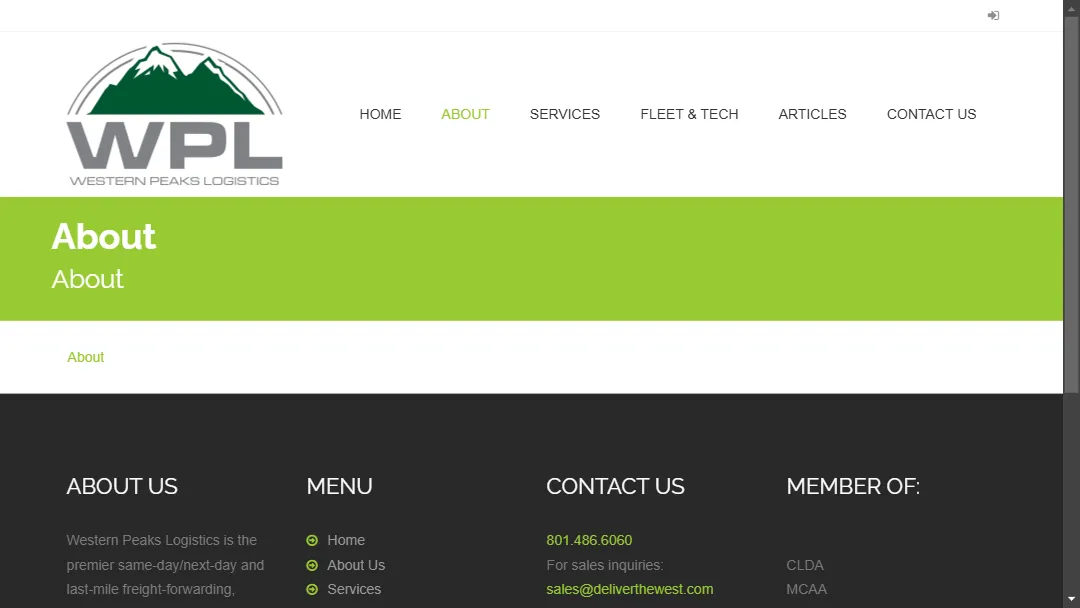 HOME ABOUT SERVICES FLEET & TECH ARTICLES CONTACT US
WPL
WESTERN PEAKS LOGISTICS
About
About
About
ABOUT US
Western Peaks Logistics is the
premier same-day/next-day and
last-mile freight-forwarding,
MENU
Home
About Us
Services
CONTACT US
801.486.6060
For sales inquiries:
sales@deliverthewest.com
MEMBER OF:
CLDA
MCAA